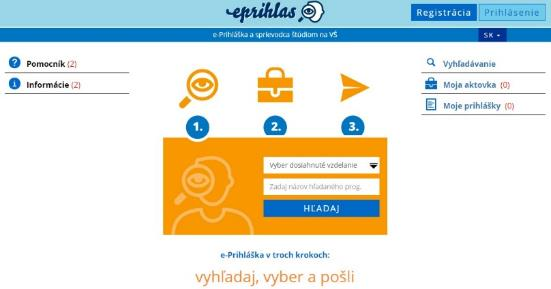 eprihlas
Registrácia
Prihlásenie
e-Prihláška a sprievodca štúdiom na VŠ
SK
Pomocník (2)
Informácie (2)
1.
2.
3.
Vyber dosiahnuté vzdelanie
Zadaj názov hľadaného prog.
HĽADAJ
Vyhľadávanie
Moja aktovka (0)
Moje prihlášky (0)
e-Prihláška v troch krokoch:
vyhľadaj, vyber a pošli